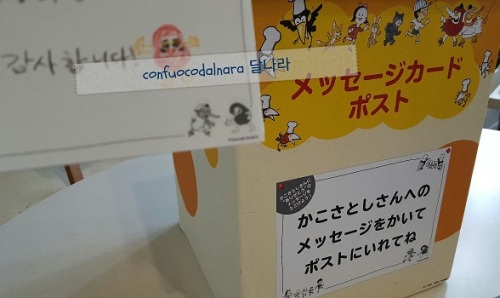 감사합니다!
confuocodalnara 달나라
メッセージカード
ポスト
かこさとしさんへの
メッセージをかいて
ポストにいれてね